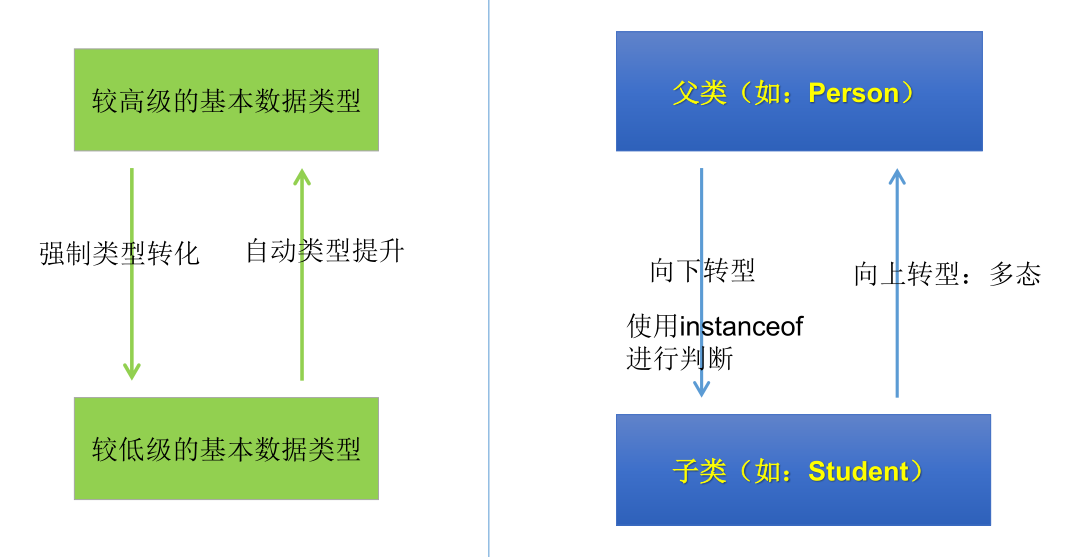 较高级的基本数据类型
强制类型转化
自动类型提升
较低级的基本数据类型
父类（如：Person）
向下转型
使用instanceof
进行判断
向上转型：多态
子类（如：Student）